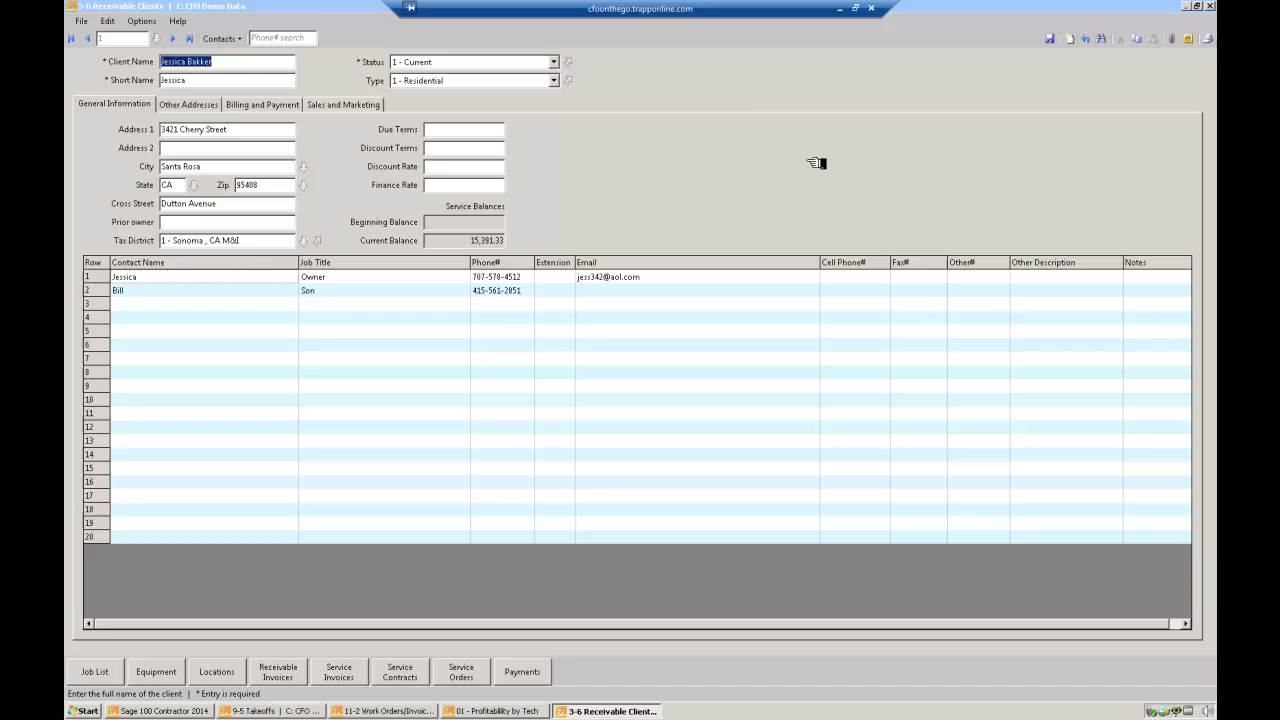 3-6 Receivable Clients | C: CFO Demo Data
cfoonthego.trapponline.com
File Edit Options Help
1 Contacts Phone# search
* Client Name Jessica Bakker * Status 1 - Current
* Short Name Jessica Type 1 - Residential
General Information Other Addresses Billing and Payment Sales and Marketing
Address 1 3421 Cherry Street Due Terms
Address 2 Discount Terms
City Santa Rosa Discount Rate
State CA Zip 95408 Finance Rate
Cross Street Dutton Avenue Service Balances
Prior owner Beginning Balance
Tax District 1 - Sonoma , CA M&I Current Balance 15,391.33
Row Contact Name Job Title Phone# Extension Email Cell Phone# Fax# Other# Other Description Notes
1 Jessica Owner 707-578-4512 jess342@aol.com
2 Bill Son 415-561-2851
3
4
5
6
7
8
9
10
11
12
13
14
15
16
17
18
19
20
Job List Equipment Locations Receivable Invoices Service Invoices Service Contracts Service Orders Payments
Enter the full name of the client | * Entry is required
Start Sage 100 Contractor 2014 9-5 Takeoffs | C: CFO ... 11-2 Work Orders/Invoic... 01 - Profitability by Tech 3-6 Receivable Client...